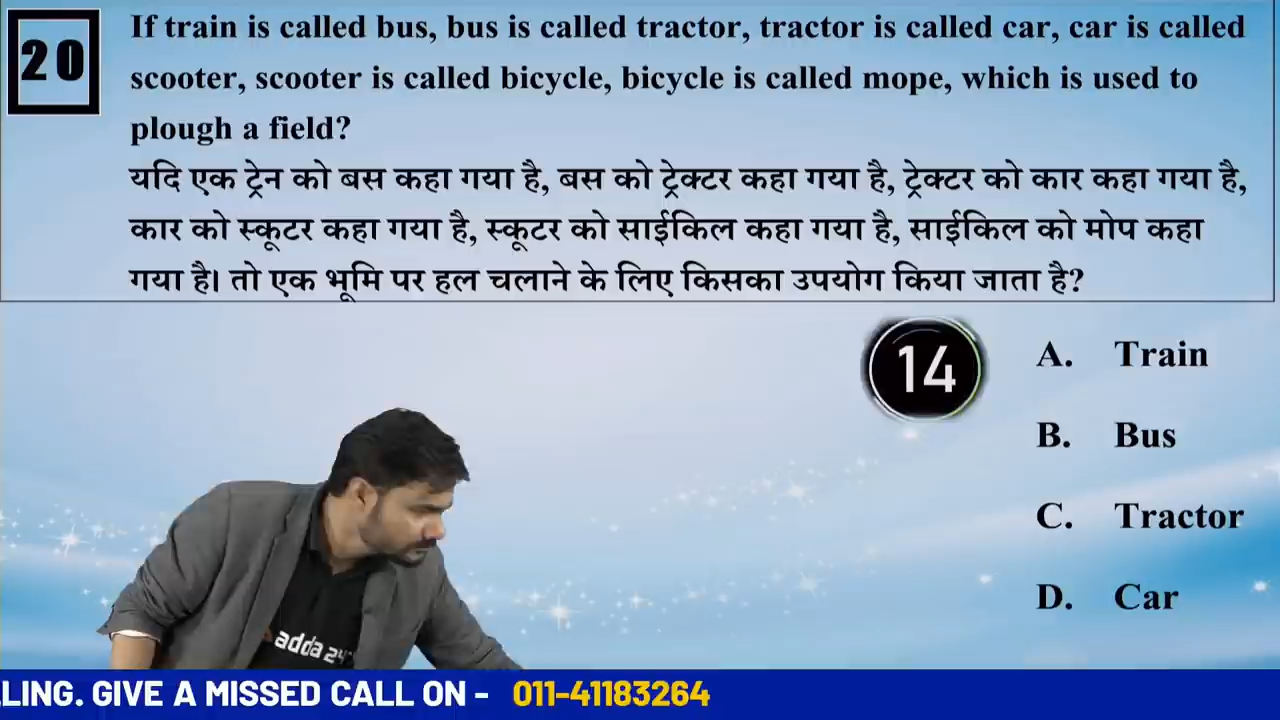 20
If train is called bus, bus is called tractor, tractor is called car, car is called
scooter, scooter is called bicycle, bicycle is called mope, which is used to
plough a field?
यदि एक ट्रेन को बस कहा गया है, बस को ट्रेक्टर कहा गया है, ट्रेक्टर को कार कहा गया है,
कार को स्कूटर कहा गया है, स्कूटर को साईकिल कहा गया है, साईकिल को मोप कहा
गया है। तो एक भूमि पर हल चलाने के लिए किसका उपयोग किया जाता है?
14
A. Train
B. Bus
C. Tractor
D. Car
adda 24
LLING. GIVE A MISSED CALL ON - 011-41183264